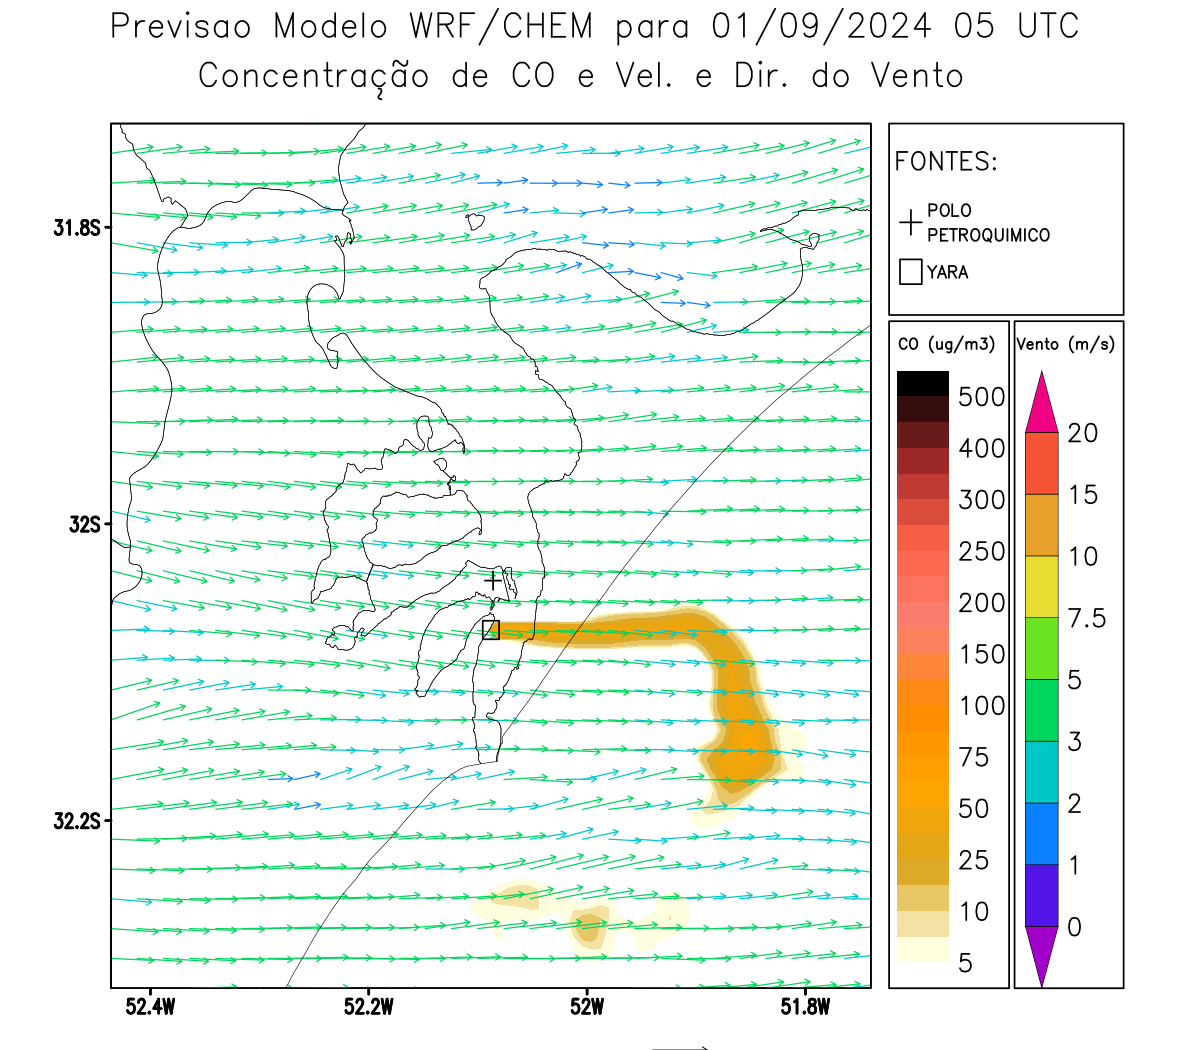 Previsao Modelo WRF/CHEM para 01/09/2024 05 UTC
Concentração de CO e Vel. e Dir. do Vento
FONTES:
POLO
PETROQUIMICO
YARA
31.8S
32S
32.2S
52.4W
52.2W
52W
51.8W
CO (ug/m3)
500
400
300
250
200
150
100
75
50
25
10
5
Vento (m/s)
20
15
10
7.5
5
3
2
1
0